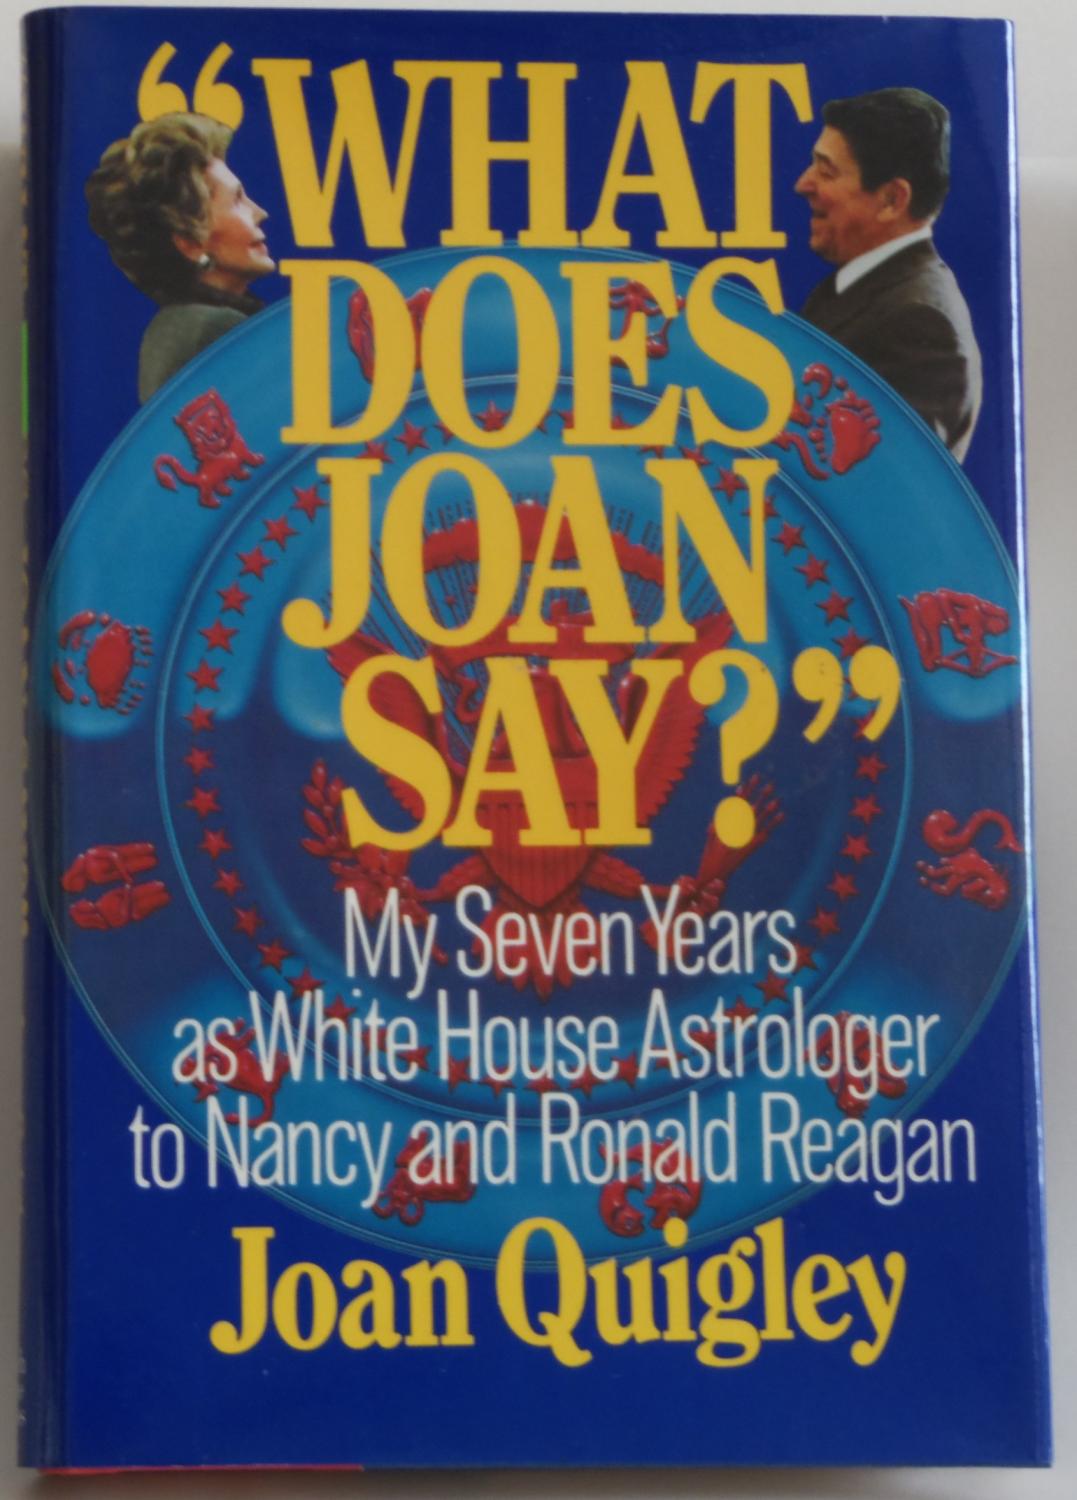 "WHAT
DOES
JOAN
SAY?"
My Seven Years
as White House Astrologer
to Nancy and Ronald Reagan
Joan Quigley